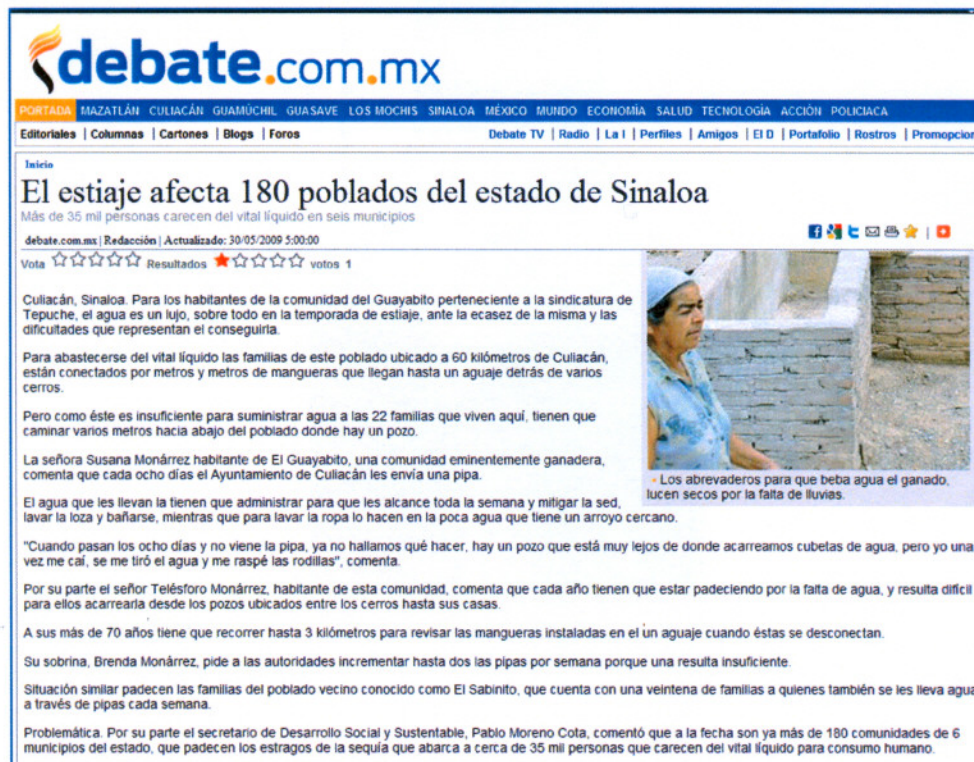 debate.com.mx
PORTADA MAZATLÁN CULIACÁN GUAMÚCHIL GUASAVE LOS MOCHIS SINALOA MÉXICO MUNDO ECONOMÍA SALUD TECNOLOGÍA ACCIÓN POLICIACA
Editoriales | Columnas | Cartones | Blogs | Foros Debate TV | Radio | La I | Perfiles | Amigos | El D | Portafolio | Rostros | Promopcion
Inicio
El estiaje afecta 180 poblados del estado de Sinaloa
Más de 35 mil personas carecen del vital líquido en seis municipios
debate.com.mx | Redacción | Actualizado: 30/05/2009 5:00:00
Vota Resultados votos 1
Culiacán, Sinaloa. Para los habitantes de la comunidad del Guayabito perteneciente a la sindicatura de
Tepuche, el agua es un lujo, sobre todo en la temporada de estiaje, ante la ecasez de la misma y las
dificultades que representan el conseguirla.
Para abastecerse del vital líquido las familias de este poblado ubicado a 60 kilómetros de Culiacán,
están conectados por metros y metros de mangueras que llegan hasta un aguaje detrás de varios
cerros.
Pero como éste es insuficiente para suministrar agua a las 22 familias que viven aquí, tienen que
caminar varios metros hacia abajo del poblado donde hay un pozo.
La señora Susana Monárrez habitante de El Guayabito, una comunidad eminentemente ganadera,
comenta que cada ocho días el Ayuntamiento de Culiacán les envía una pipa.
Los abrevaderos para que beba agua el ganado,
lucen secos por la falta de lluvias.
El agua que les llevan la tienen que administrar para que les alcance toda la semana y mitigar la sed,
lavar la loza y bañarse, mientras que para lavar la ropa lo hacen en la poca agua que tiene un arroyo cercano.
"Cuando pasan los ocho días y no viene la pipa, ya no hallamos qué hacer, hay un pozo que está muy lejos de donde acarreamos cubetas de agua, pero yo una
vez me caí, se me tiró el agua y me raspé las rodillas", comenta.
Por su parte el señor Telésforo Monárrez, habitante de esta comunidad, comenta que cada año tienen que estar padeciendo por la falta de agua, y resulta difícil
para ellos acarrearla desde los pozos ubicados entre los cerros hasta sus casas.
A sus más de 70 años tiene que recorrer hasta 3 kilómetros para revisar las mangueras instaladas en el un aguaje cuando éstas se desconectan.
Su sobrina, Brenda Monárrez, pide a las autoridades incrementar hasta dos las pipas por semana porque una resulta insuficiente.
Situación similar padecen las familias del poblado vecino conocido como El Sabinito, que cuenta con una veintena de familias a quienes también se les lleva agua
a través de pipas cada semana.
Problemática. Por su parte el secretario de Desarrollo Social y Sustentable, Pablo Moreno Cota, comentó que a la fecha son ya más de 180 comunidades de 6
municipios del estado, que padecen los estragos de la sequía que abarca a cerca de 35 mil personas que carecen del vital líquido para consumo humano.